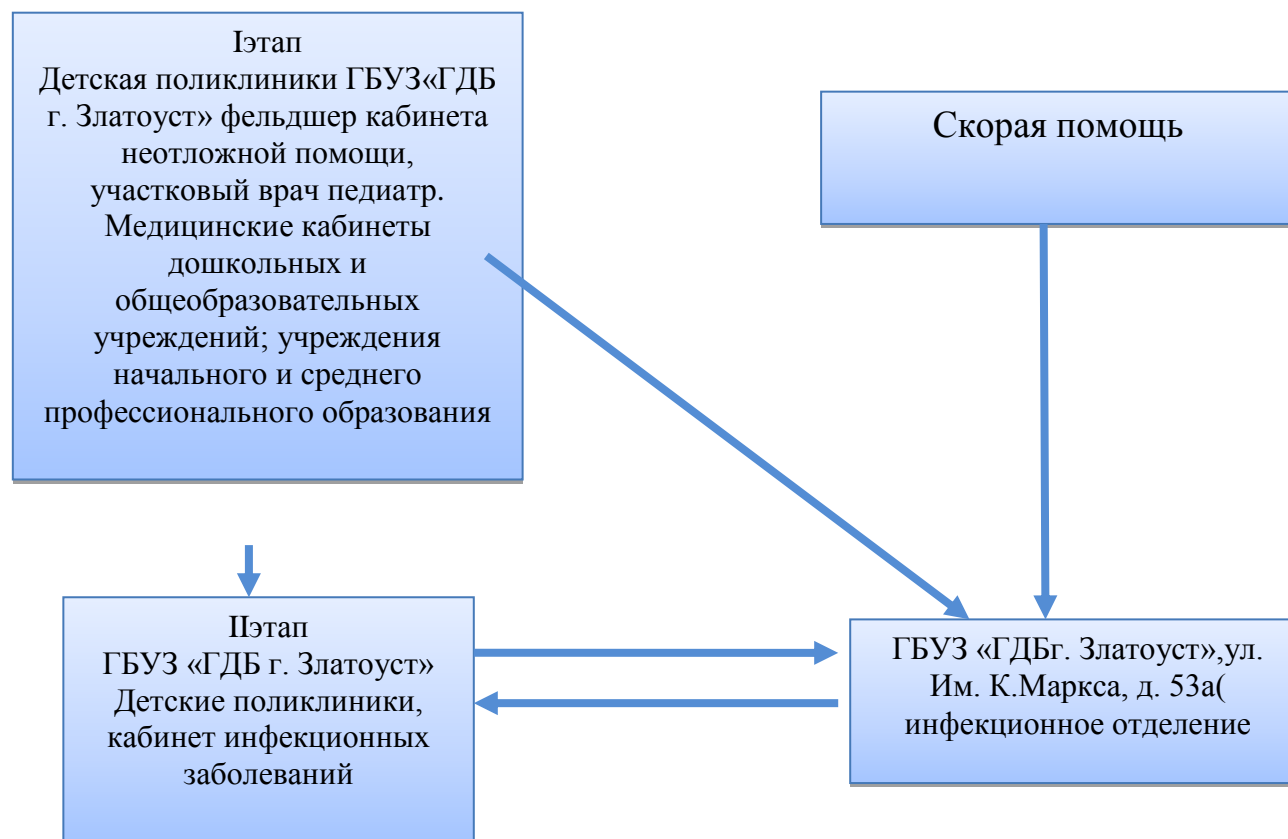 Iэтап
Детская поликлиники ГБУЗ«ГДБ
г. Златоуст» фельдшер кабинета
неотложной помощи,
участковый врач педиатр.
Медицинские кабинеты
дошкольных и
общеобразовательных
учреждений; учреждения
начального и среднего
профессионального образования
Скорая помощь
IIэтап
ГБУЗ «ГДБ г. Златоуст»
Детские поликлиники,
кабинет инфекционных
заболеваний
ГБУЗ «ГДБг. Златоуст»,ул.
Им. К.Маркса, д. 53а(
инфекционное отделение